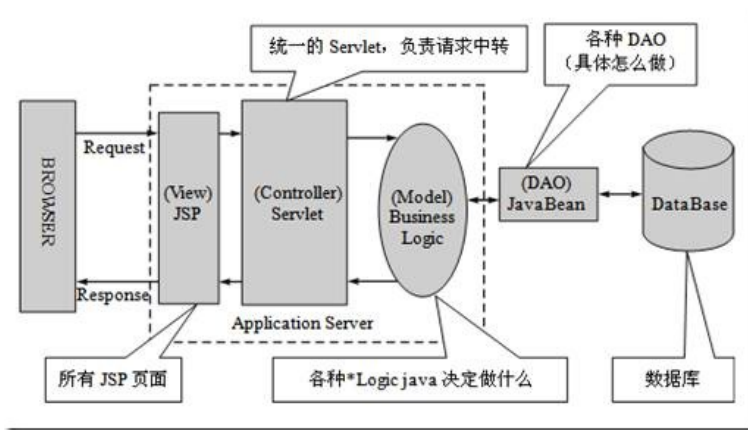 统一的 Servlet，负责请求中转
各种 DAO
（具体怎么做）
BROWSER
Request
(View)
JSP
(Controller)
Servlet
(Model)
Business
Logic
(DAO)
JavaBean
DataBase
Response
Application Server
所有 JSP 页面
各种*Logic java 决定做什么
数据库